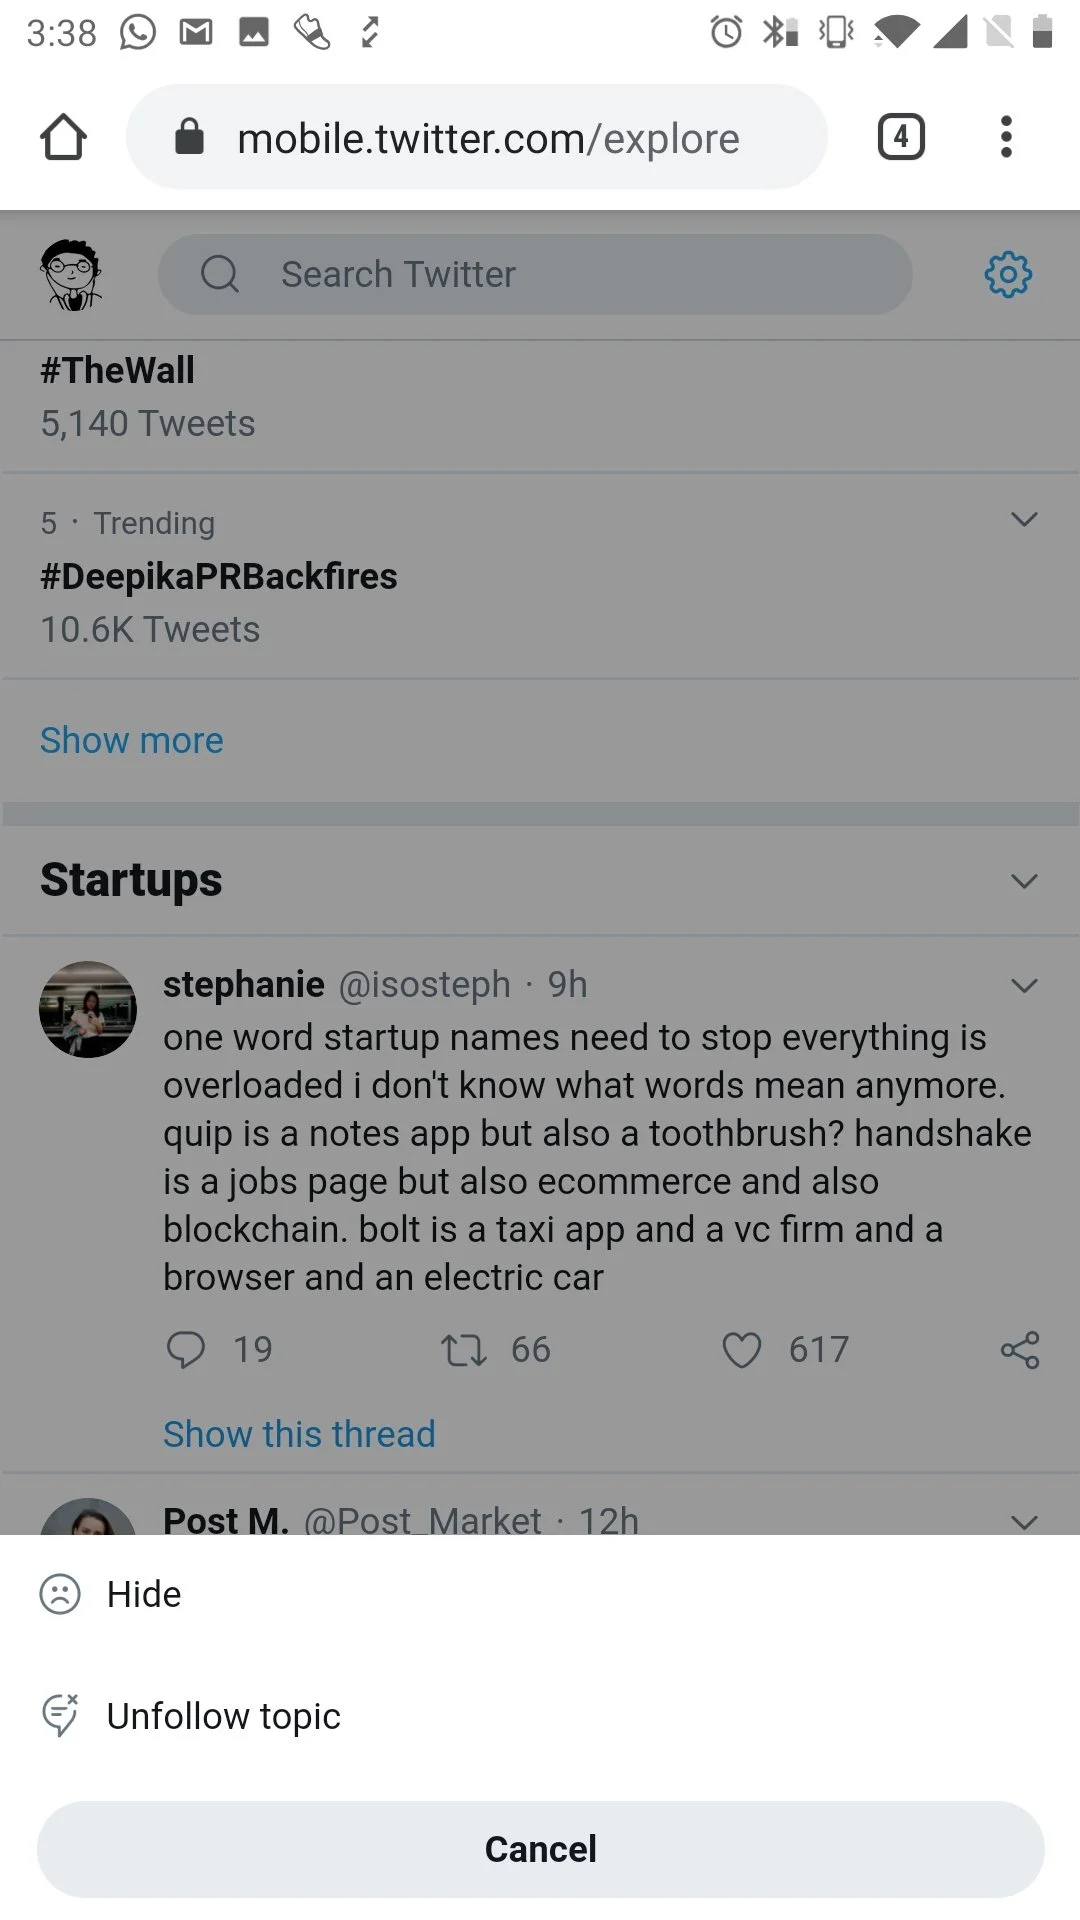 3:38
mobile.twitter.com/explore
4
Search Twitter
#TheWall
5,140 Tweets
5 · Trending
#DeepikaPRBackfires
10.6K Tweets
Show more
Startups
stephanie @isosteph · 9h
one word startup names need to stop everything is
overloaded i don't know what words mean anymore.
quip is a notes app but also a toothbrush? handshake
is a jobs page but also ecommerce and also
blockchain. bolt is a taxi app and a vc firm and a
browser and an electric car
19 66 617
Show this thread
Post M. @Post_Market · 12h
Hide
Unfollow topic
Cancel